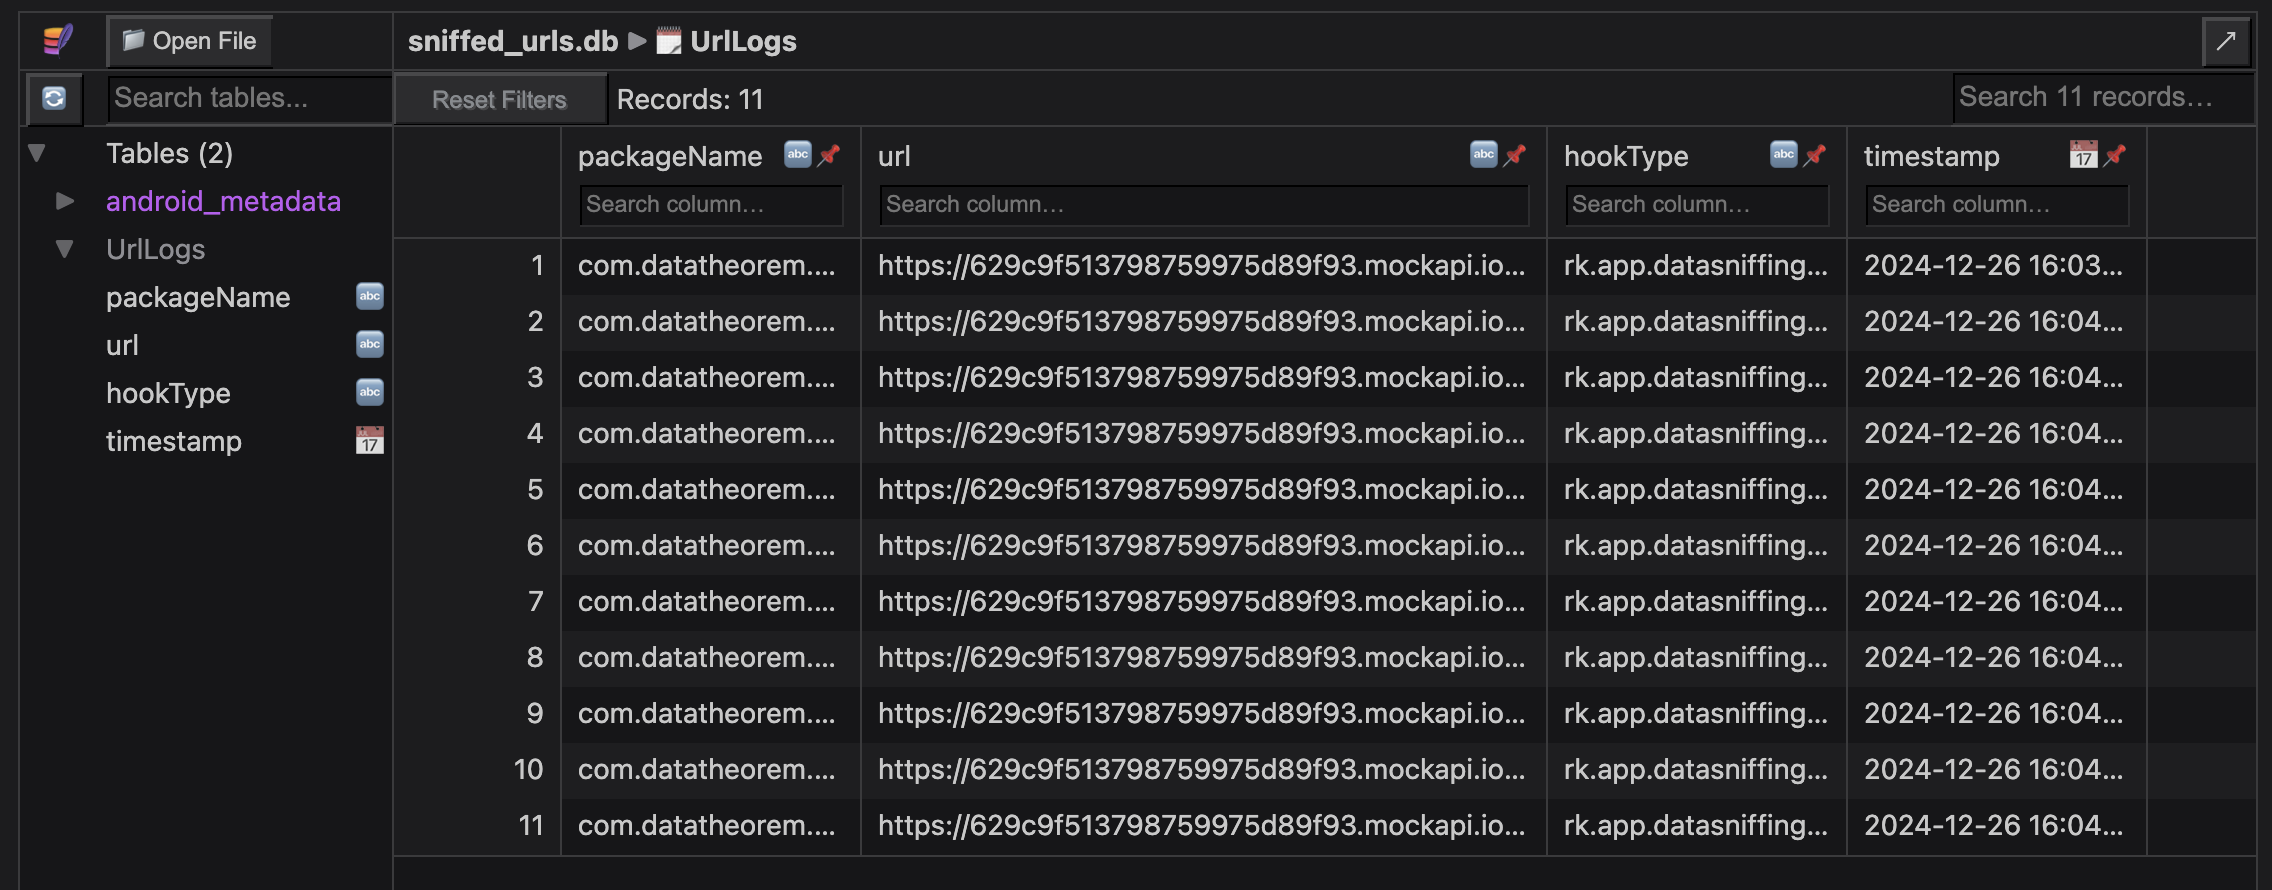 Open File
sniffed_urls.db ▶ UrlLogs
Search tables...
Reset Filters
Records: 11
Search 11 records...
Tables (2)
android_metadata
UrlLogs
packageName abc
url abc
hookType abc
timestamp 17
packageName abc url abc hookType abc timestamp 17
Search column... Search column... Search column... Search column...
1 com.datatheorem.... https://629c9f513798759975d89f93.mockapi.io... rk.app.datasniffing... 2024-12-26 16:03...
2 com.datatheorem.... https://629c9f513798759975d89f93.mockapi.io... rk.app.datasniffing... 2024-12-26 16:04...
3 com.datatheorem.... https://629c9f513798759975d89f93.mockapi.io... rk.app.datasniffing... 2024-12-26 16:04...
4 com.datatheorem.... https://629c9f513798759975d89f93.mockapi.io... rk.app.datasniffing... 2024-12-26 16:04...
5 com.datatheorem.... https://629c9f513798759975d89f93.mockapi.io... rk.app.datasniffing... 2024-12-26 16:04...
6 com.datatheorem.... https://629c9f513798759975d89f93.mockapi.io... rk.app.datasniffing... 2024-12-26 16:04...
7 com.datatheorem.... https://629c9f513798759975d89f93.mockapi.io... rk.app.datasniffing... 2024-12-26 16:04...
8 com.datatheorem.... https://629c9f513798759975d89f93.mockapi.io... rk.app.datasniffing... 2024-12-26 16:04...
9 com.datatheorem.... https://629c9f513798759975d89f93.mockapi.io... rk.app.datasniffing... 2024-12-26 16:04...
10 com.datatheorem.... https://629c9f513798759975d89f93.mockapi.io... rk.app.datasniffing... 2024-12-26 16:04...
11 com.datatheorem.... https://629c9f513798759975d89f93.mockapi.io... rk.app.datasniffing... 2024-12-26 16:04...